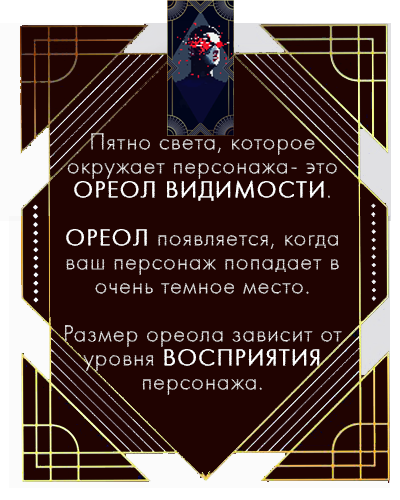 Пятно света, которое
окружает персонажа- это
ОРЕОЛ ВИДИМОСТИ.
ОРЕОЛ появляется, когда
ваш персонаж попадает в
очень темное место.
Размер ореола зависит от
уровня ВОСПРИЯТИЯ
персонажа.